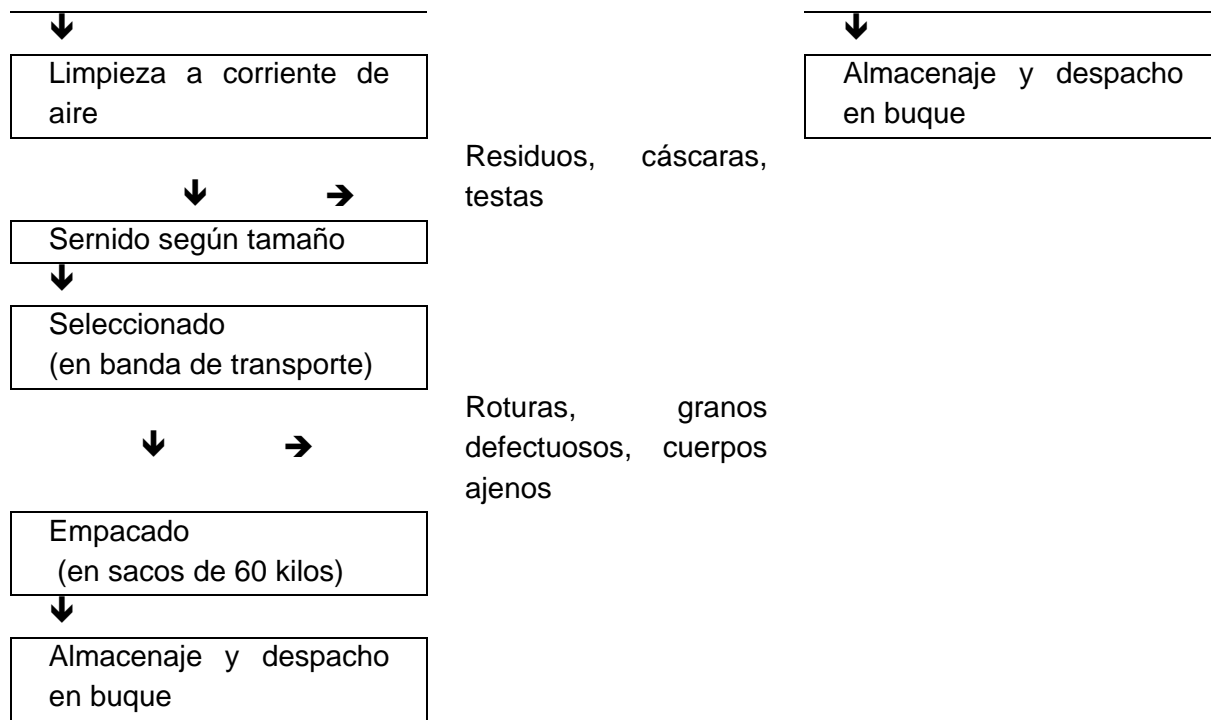 🡻
Limpieza a corriente de
aire
Residuos, cáscaras,
testas
🡻 ➔
Sernido según tamaño
🡻
Seleccionado
(en banda de transporte)
Roturas, granos
defectuosos, cuerpos
ajenos
🡻 ➔
Empacado
(en sacos de 60 kilos)
🡻
Almacenaje y despacho
en buque
🡻
Almacenaje y despacho
en buque